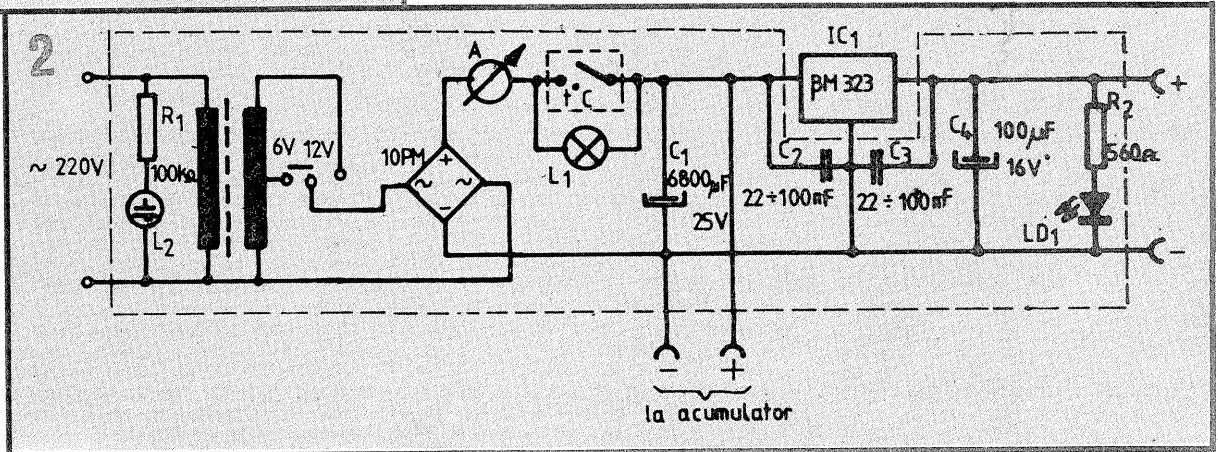 2
~ 220V
R1
100KΩ
L2
6V 12V
10PM
+
~ ~
-
A
t°C
L1
C1
6800µF
25V
IC1
βM 323
C2
C3
22÷100nF
22÷100nF
C4
100µF
16V
R2
560Ω
LD1
+
-
- +
la acumulator